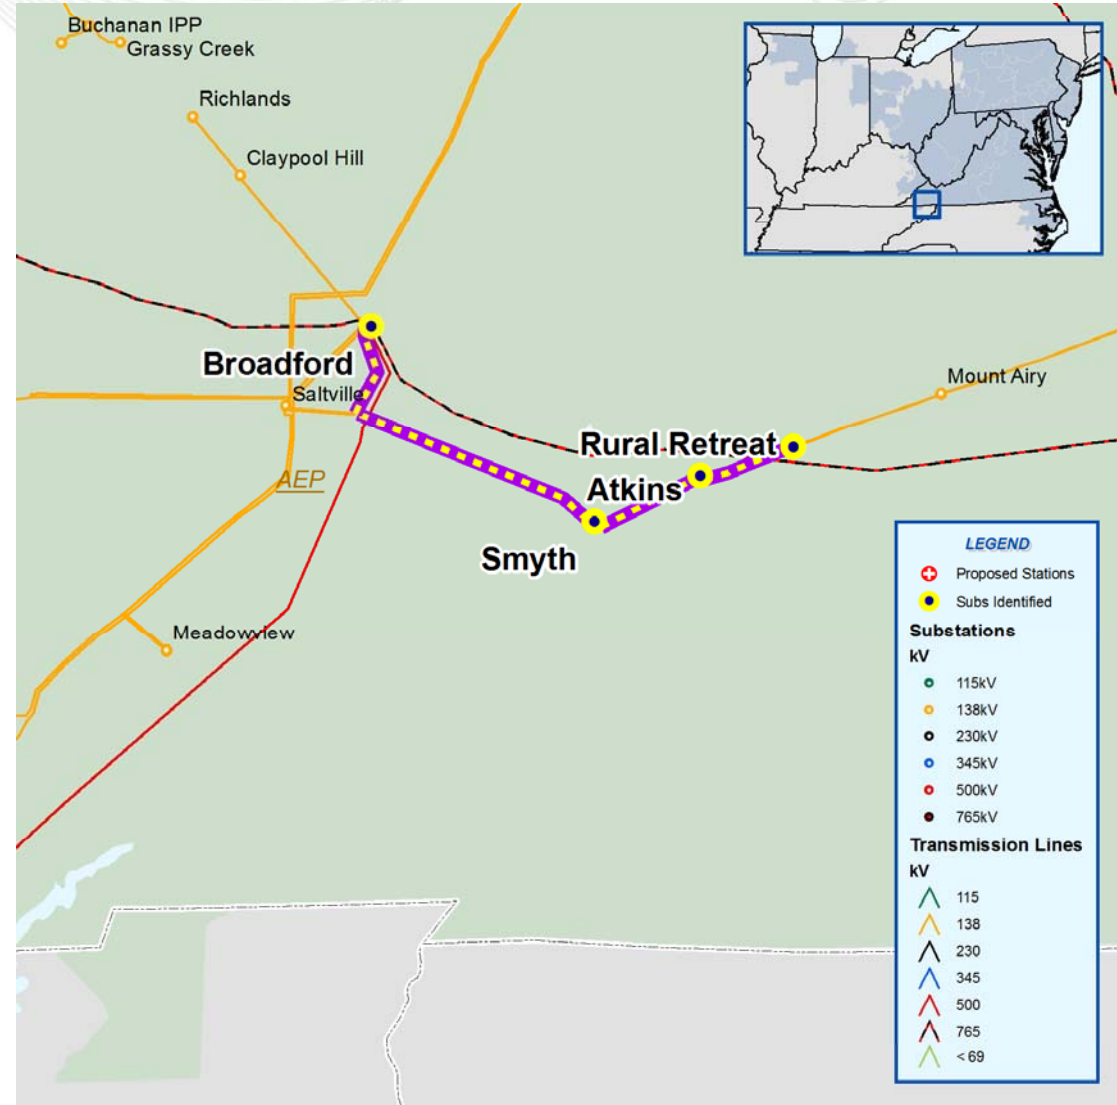 Buchanan IPP
Grassy Creek
Richlands
Claypool Hill
Broadford
Saltville
Mount Airy
Rural Retreat
Atkins
AEP
Smyth
Meadowview
LEGEND
Proposed Stations
Subs Identified
Substations
kV
115kV
138kV
230kV
345kV
500kV
765kV
Transmission Lines
kV
115
138
230
345
500
765
< 69